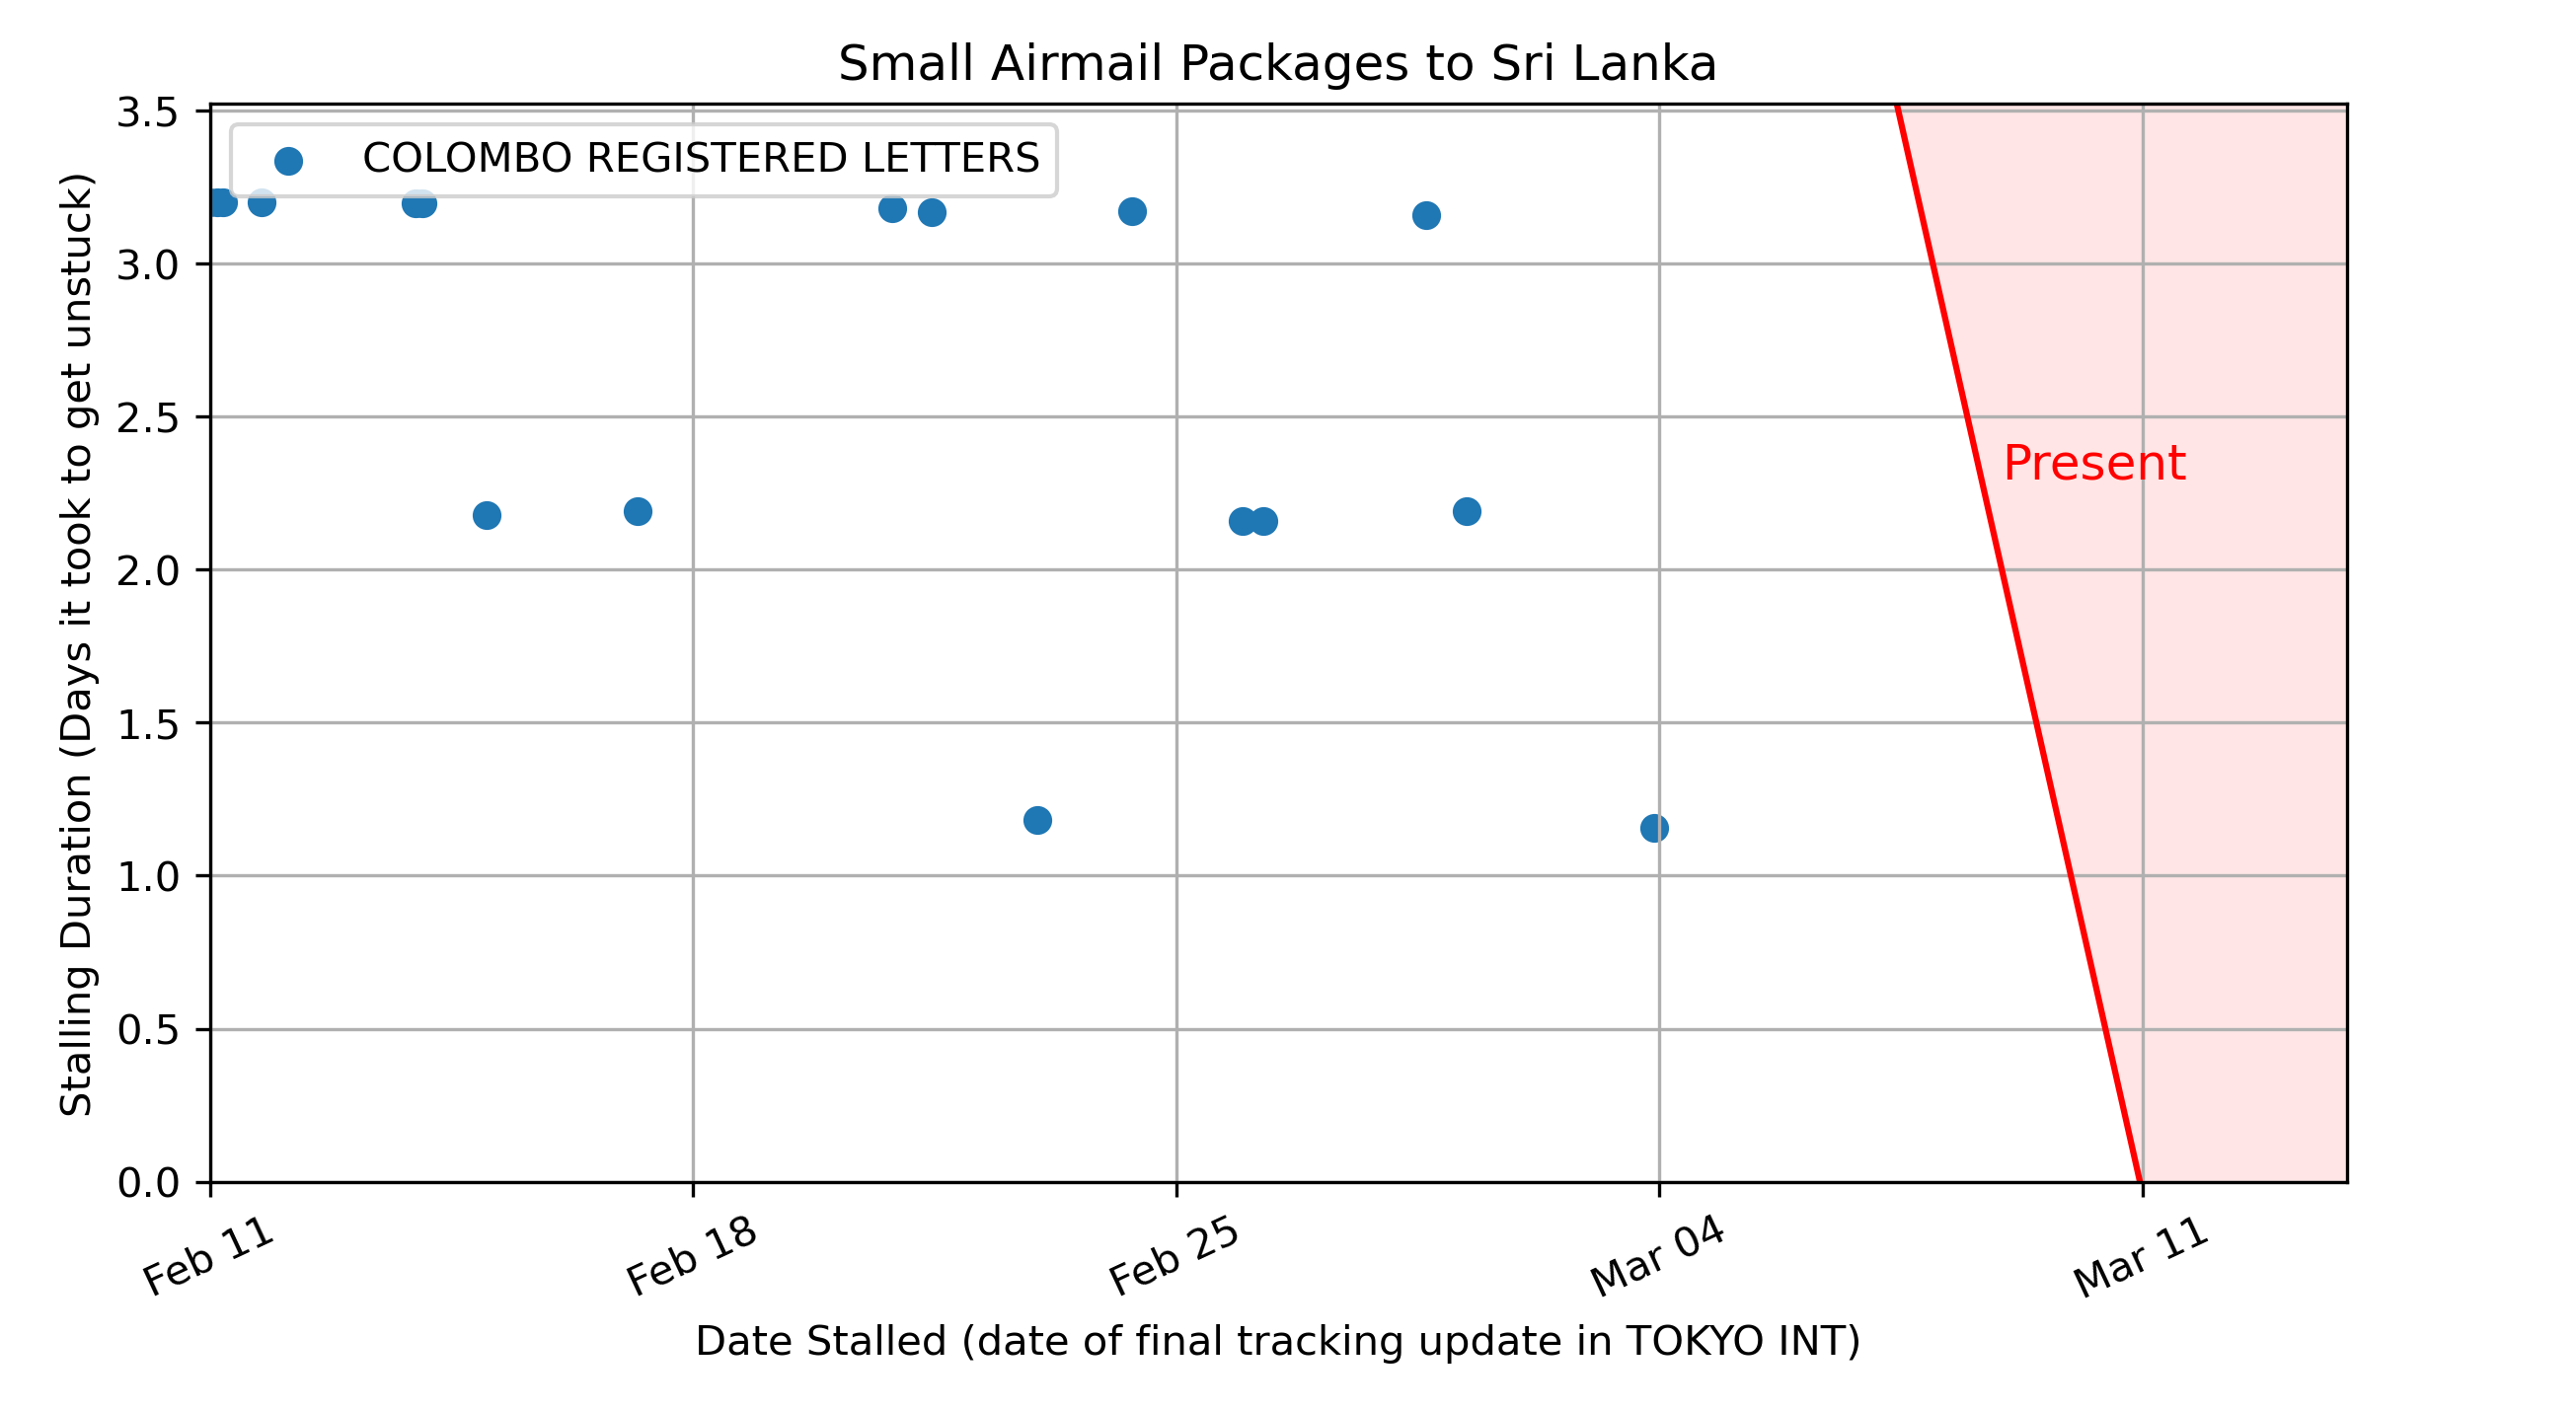 Small Airmail Packages to Sri Lanka
COLOMBO REGISTERED LETTERS
Stalling Duration (Days it took to get unstuck)
3.5
3.0
2.5
2.0
1.5
1.0
0.5
0.0
Present
Feb 11
Feb 18
Feb 25
Mar 04
Mar 11
Date Stalled (date of final tracking update in TOKYO INT)